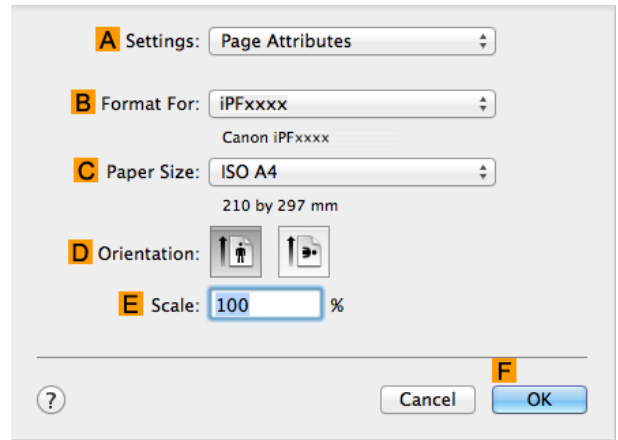 A Settings: Page Attributes
B Format For: iPFxxxx
Canon iPFxxxx
C Paper Size: ISO A4
210 by 297 mm
D Orientation:
E Scale: 100 %
F
? Cancel OK